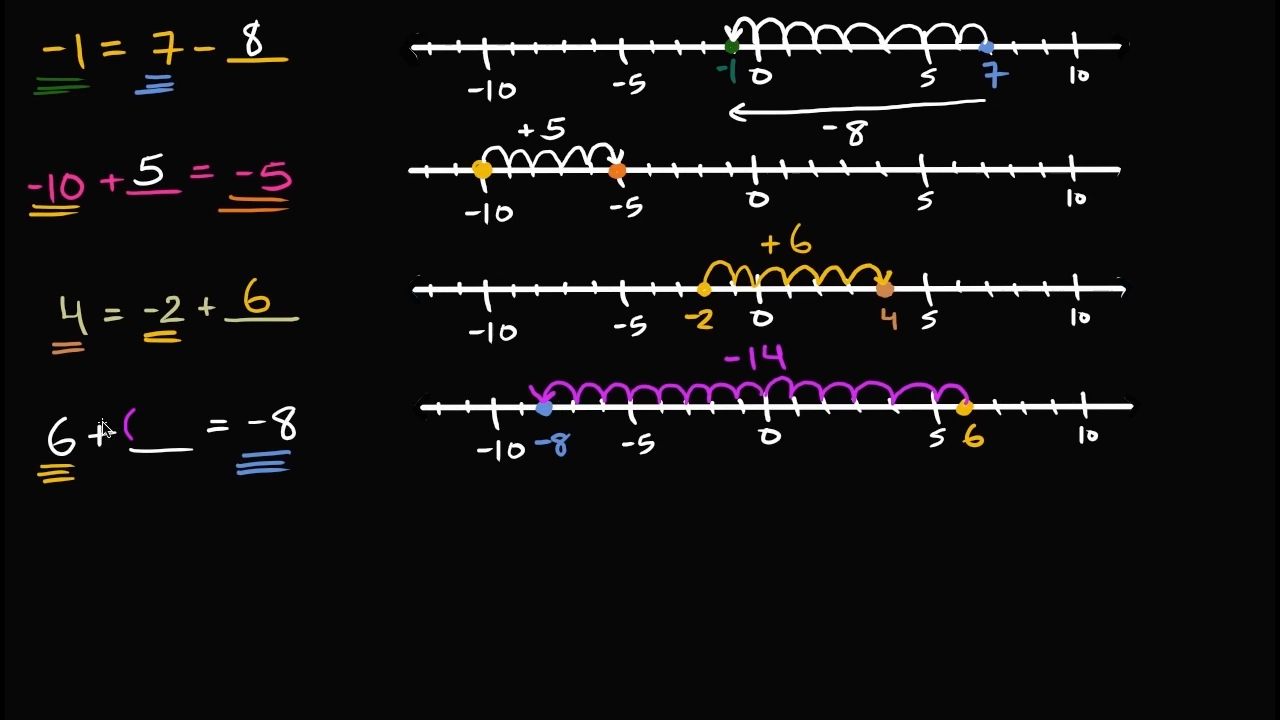 -1 = 7 - 8
-10 -5 -1 0 5 7 10
-8
+5
-10 + 5 = -5
-10 -5 0 5 10
+6
4 = -2 + 6
-10 -5 -2 0 4 5 10
-14
6 + ( __ = -8
-10 -8 -5 0 5 6 10